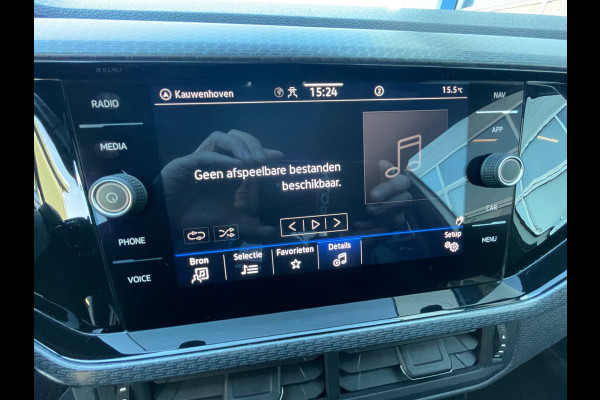 RADIO
MEDIA
PHONE
VOICE
Kauwenhoven
15:24
2
15.5℃
Geen afspeelbare bestanden
beschikbaar.
Bron
Selectie
Favorieten
Details
Setup
NAV
APP
CAR
MENU